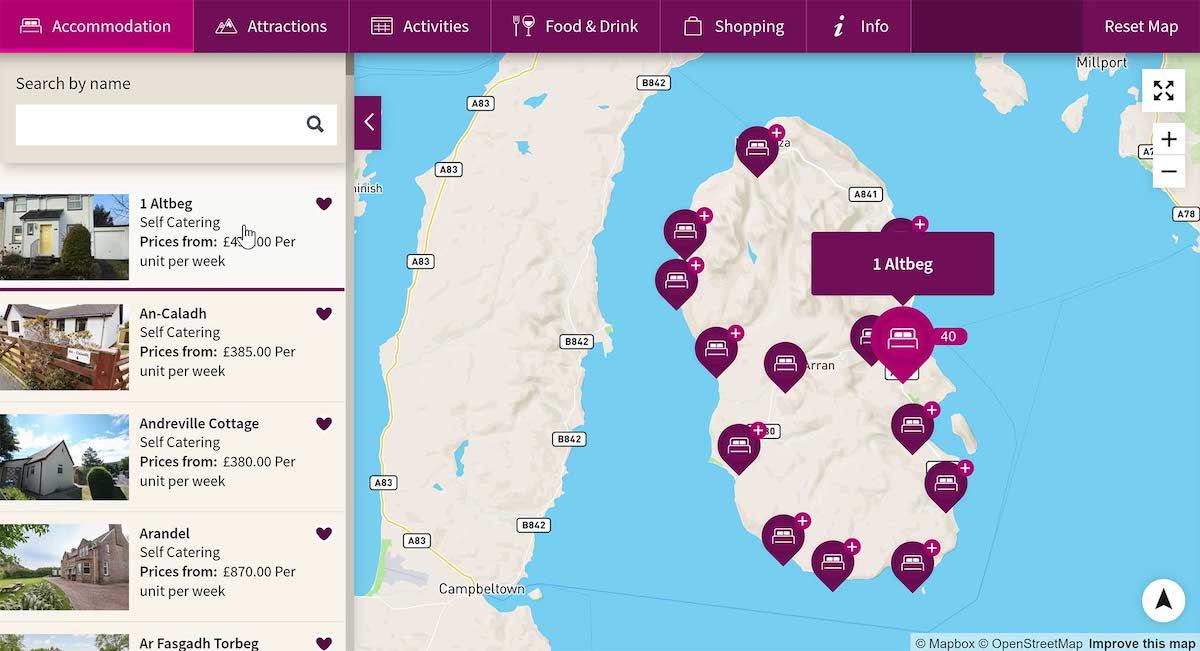 Accommodation
Attractions
Activities
Food & Drink
Shopping
Info
Reset Map
Search by name
1 Altbeg
Self Catering
Prices from: Per
unit per week
An-Caladh
Self Catering
Prices from: £385.00 Per
unit per week
Andreville Cottage
Self Catering
Prices from: £380.00 Per
unit per week
Arandel
Self Catering
Prices from: £870.00 Per
unit per week
Ar Fasgadh Torbeg
Millport
B842
A83
A83
A841
A78
A83
1 Altbeg
40
B842
Arran
B842
A83
B842
A83
Campbeltown
© Mapbox © OpenStreetMap Improve this map